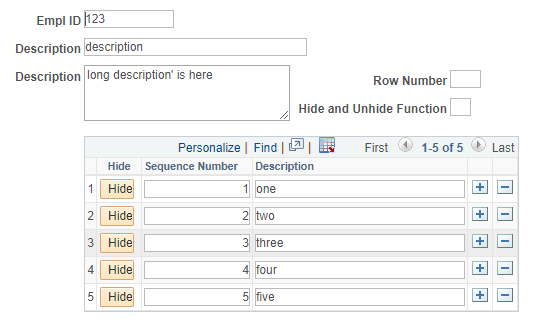 Empl ID 123
Description description
Description long description' is here
Row Number
Hide and Unhide Function
Personalize | Find | | First 1-5 of 5 Last
Hide Sequence Number Description
1 Hide 1 one
2 Hide 2 two
3 Hide 3 three
4 Hide 4 four
5 Hide 5 five